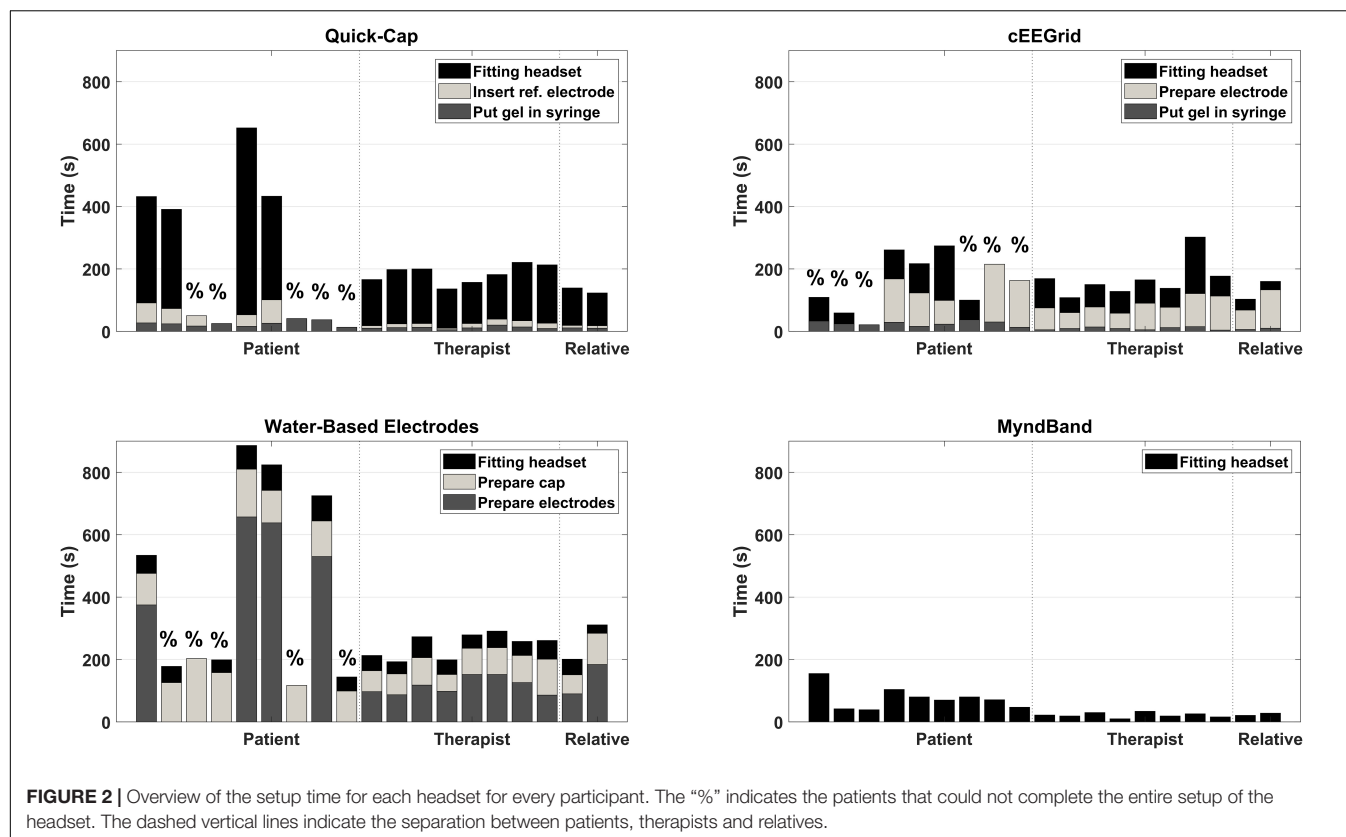 Quick-Cap
Fitting headset
Insert ref. electrode
Put gel in syringe
800
600
400
200
0
Time (s)
% % % % %
Patient
Therapist
Relative
cEEGrid
Fitting headset
Prepare electrode
Put gel in syringe
800
600
400
200
0
Time (s)
% % % % % %
Patient
Therapist
Relative
Water-Based Electrodes
Fitting headset
Prepare cap
Prepare electrodes
800
600
400
200
0
Time (s)
% % % % %
Patient
Therapist
Relative
MyndBand
Fitting headset
800
600
400
200
0
Time (s)
Patient
Therapist
Relative
FIGURE 2 | Overview of the setup time for each headset for every participant. The “%” indicates the patients that could not complete the entire setup of the
headset. The dashed vertical lines indicate the separation between patients, therapists and relatives.